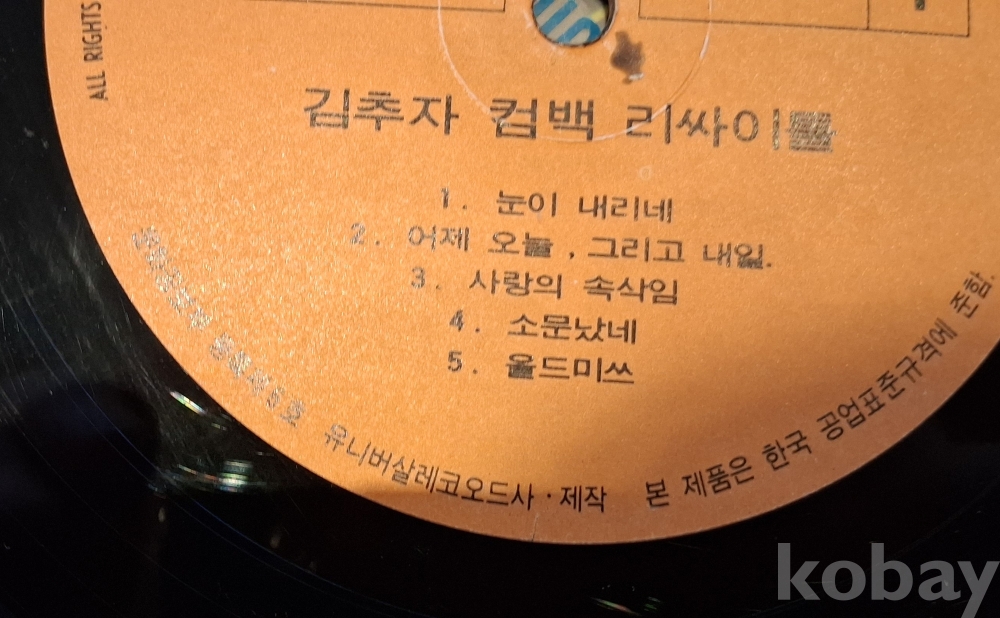 ALL RIGHTS
김추자 컴백 리싸이틀
1. 눈이 내리네
2. 어제 오늘, 그리고 내일.
3. 사랑의 속삭임
4. 소문났네
5. 올드미쓰
유니버살레코오드사·제작
본 제품은 한국 공업표준규격에 준함.
kobay